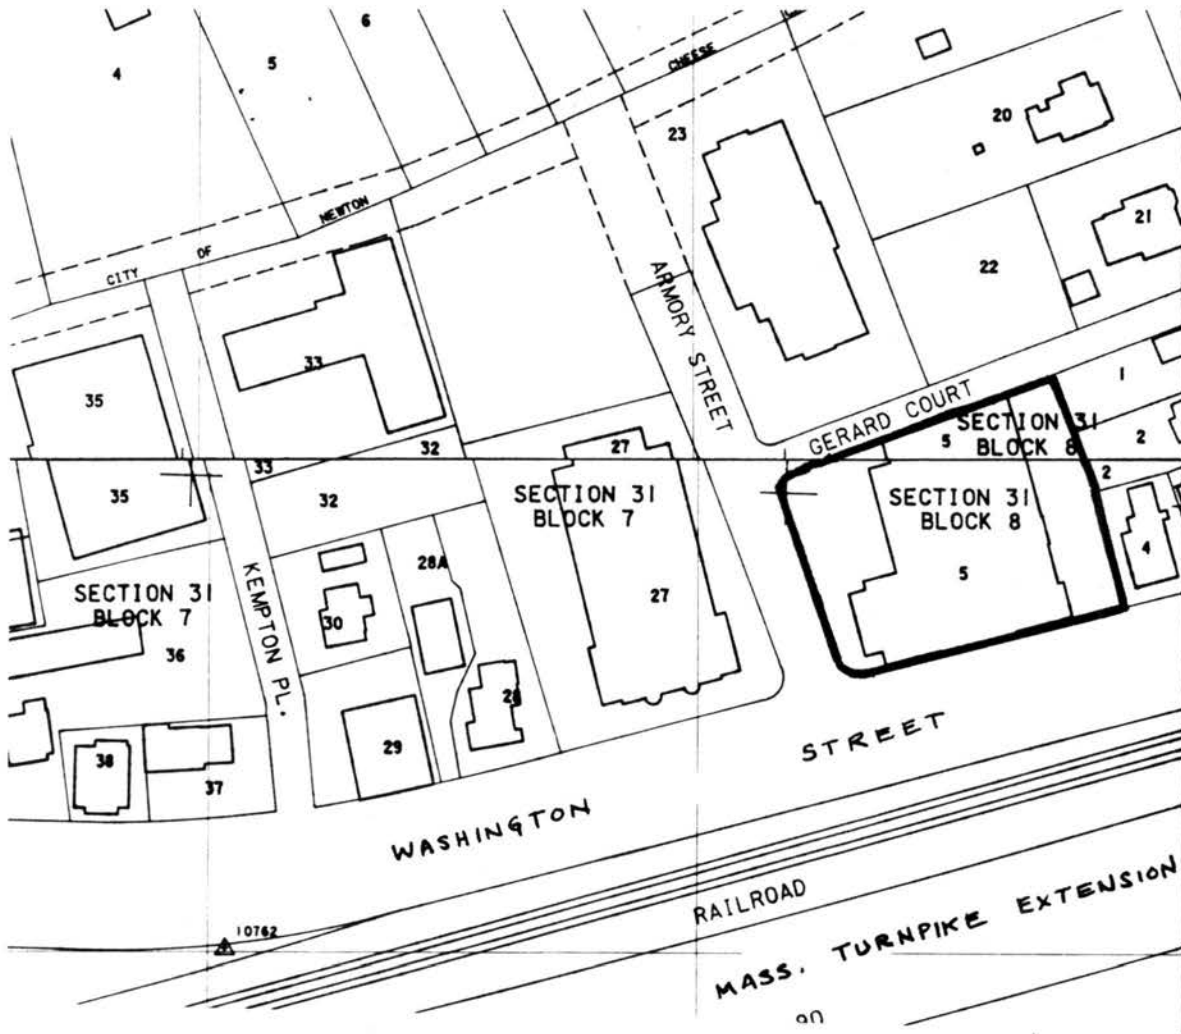 6
5
4
CHEESE
20
23
21
NEWTON
OF
CITY
22
ARMORY STREET
33
1
35
GERARD COURT
SECTION 31
BLOCK 8
5
2
27
32
33
2
35
32
SECTION 31
BLOCK 7
SECTION 31
BLOCK 8
4
28A
5
KEMPTON PL.
SECTION 31
BLOCK 7
27
30
36
28
29
STREET
38
37
WASHINGTON
RAILROAD
10762
MASS. TURNPIKE EXTENSION
90